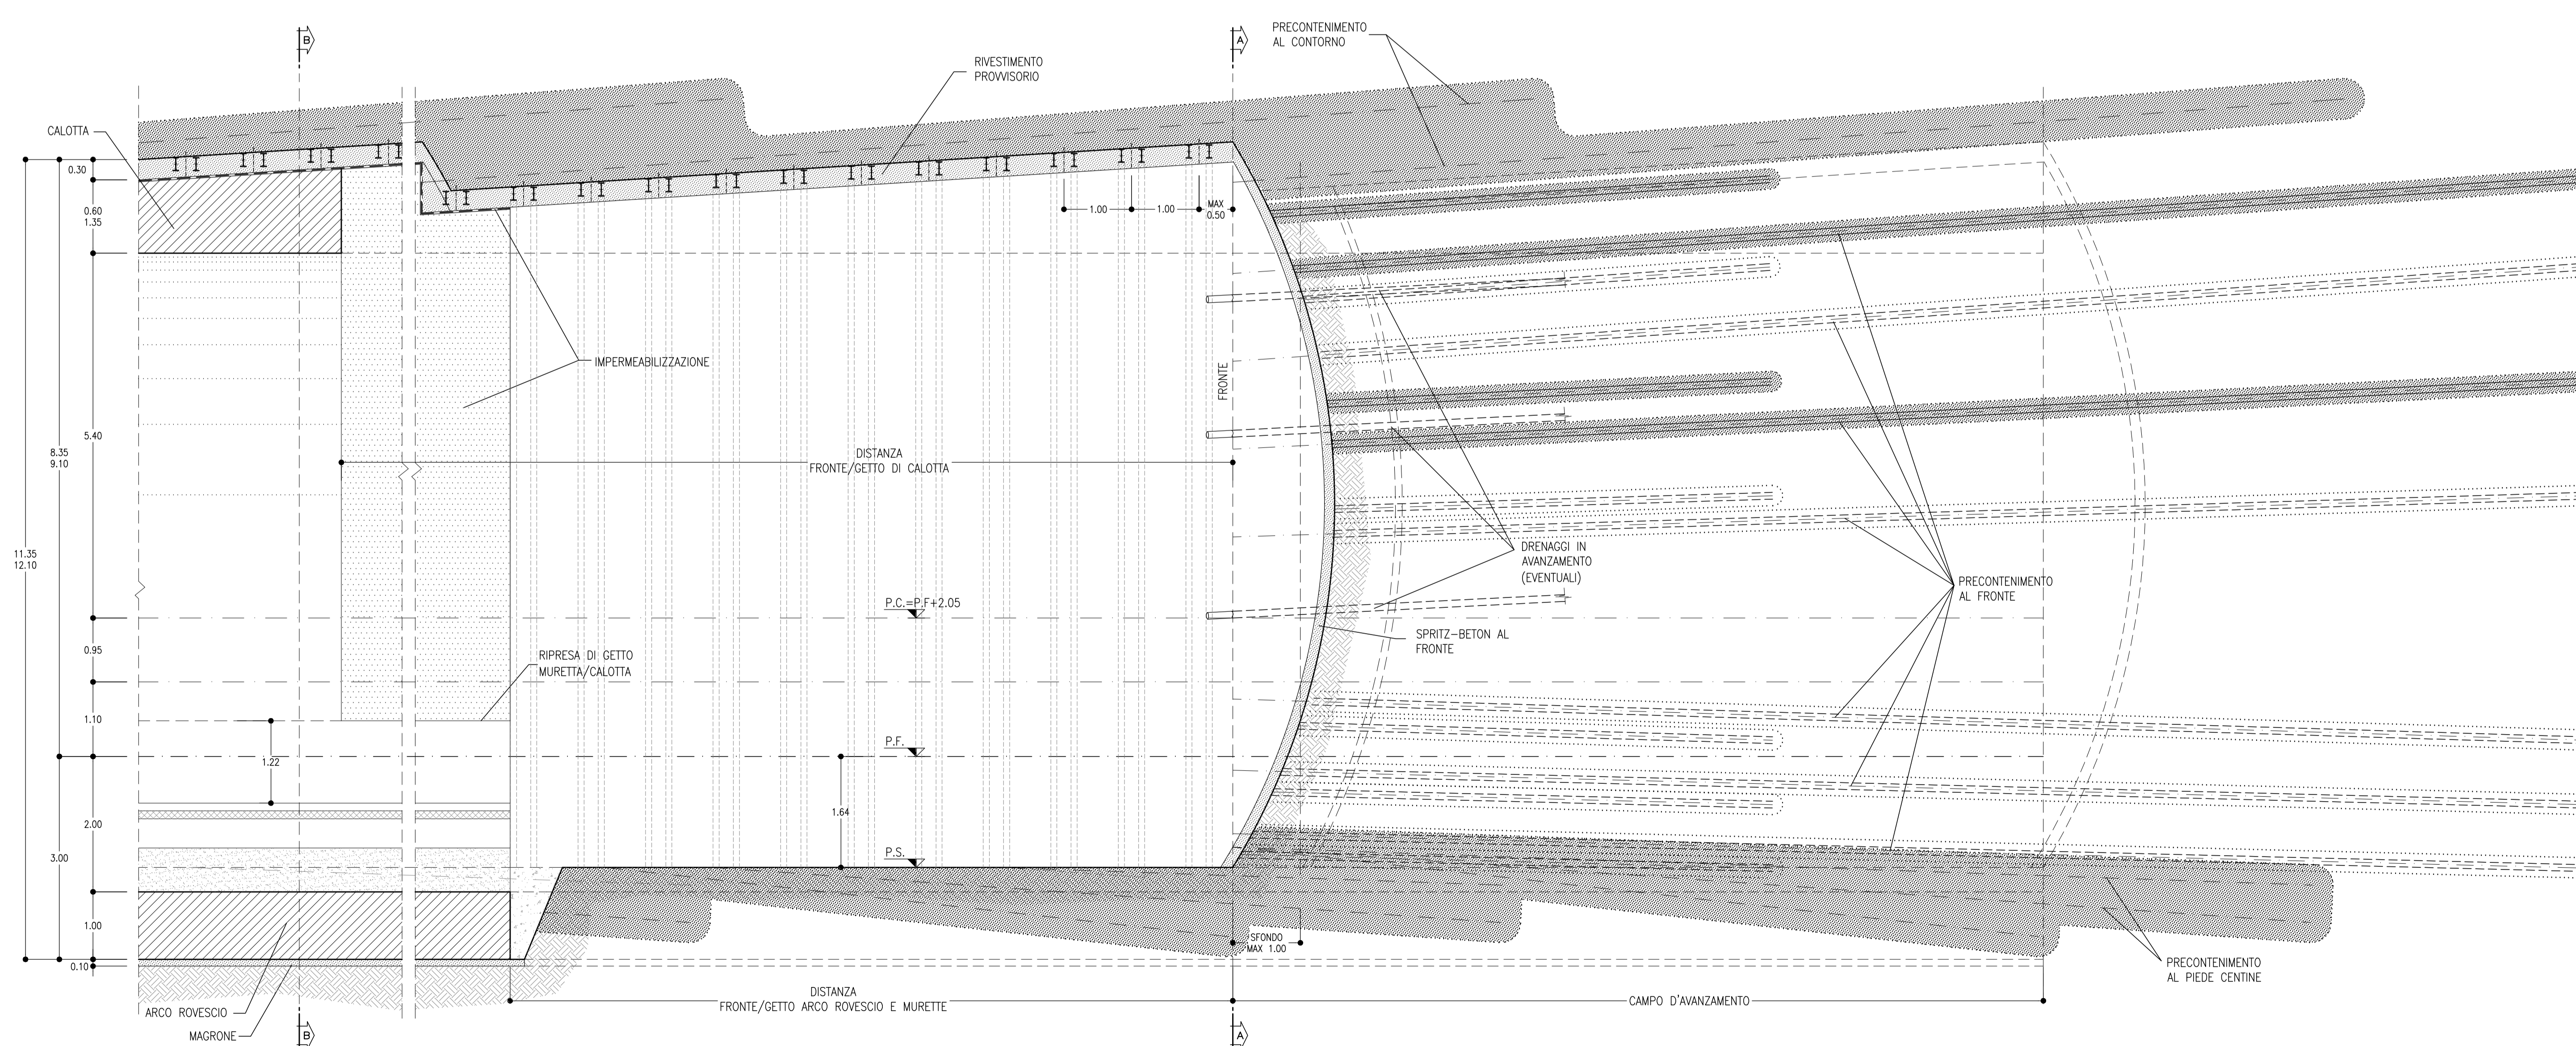 B
A
PRECONTENIMENTO
AL CONTORNO
RIVESTIMENTO
PROVVISORIO
CALOTTA
0.30
0.60
1.35
1.00
1.00
MAX
0.50
IMPERMEABILIZZAZIONE
FRONTE
5.40
8.35
9.10
DISTANZA
FRONTE/GETTO DI CALOTTA
11.35
12.10
DRENAGGI IN
AVANZAMENTO
(EVENTUALI)
PRECONTENIMENTO
AL FRONTE
P.C.=P.F+2.05
SPRITZ-BETON AL
FRONTE
0.95
RIPRESA DI GETTO
MURETTA/CALOTTA
1.10
P.F.
1.22
1.64
2.00
3.00
P.S.
1.00
SFONDO
MAX 1.00
0.10
PRECONTENIMENTO
AL PIEDE CENTINE
DISTANZA
FRONTE/GETTO ARCO ROVESCIO E MURETTE
CAMPO D'AVANZAMENTO
ARCO ROVESCIO
MAGRONE
B
A